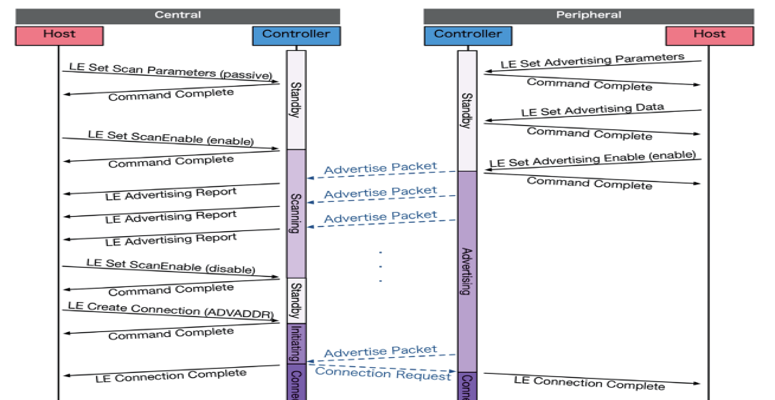 Central
Peripheral
Host
Controller
Controller
Host
LE Set Scan Parameters (passive)
Command Complete
LE Set ScanEnable (enable)
Command Complete
LE Advertising Report
LE Advertising Report
LE Advertising Report
LE Set ScanEnable (disable)
Command Complete
LE Create Connection (ADVADDR)
Command Complete
LE Connection Complete
Standby
Scanning
Standby
Initiating
Advertise Packet
Advertise Packet
Advertise Packet
Advertise Packet
Connection Request
Standby
Advertising
LE Set Advertising Parameters
Command Complete
LE Set Advertising Data
Command Complete
LE Set Advertising Enable (enable)
Command Complete
LE Connection Complete